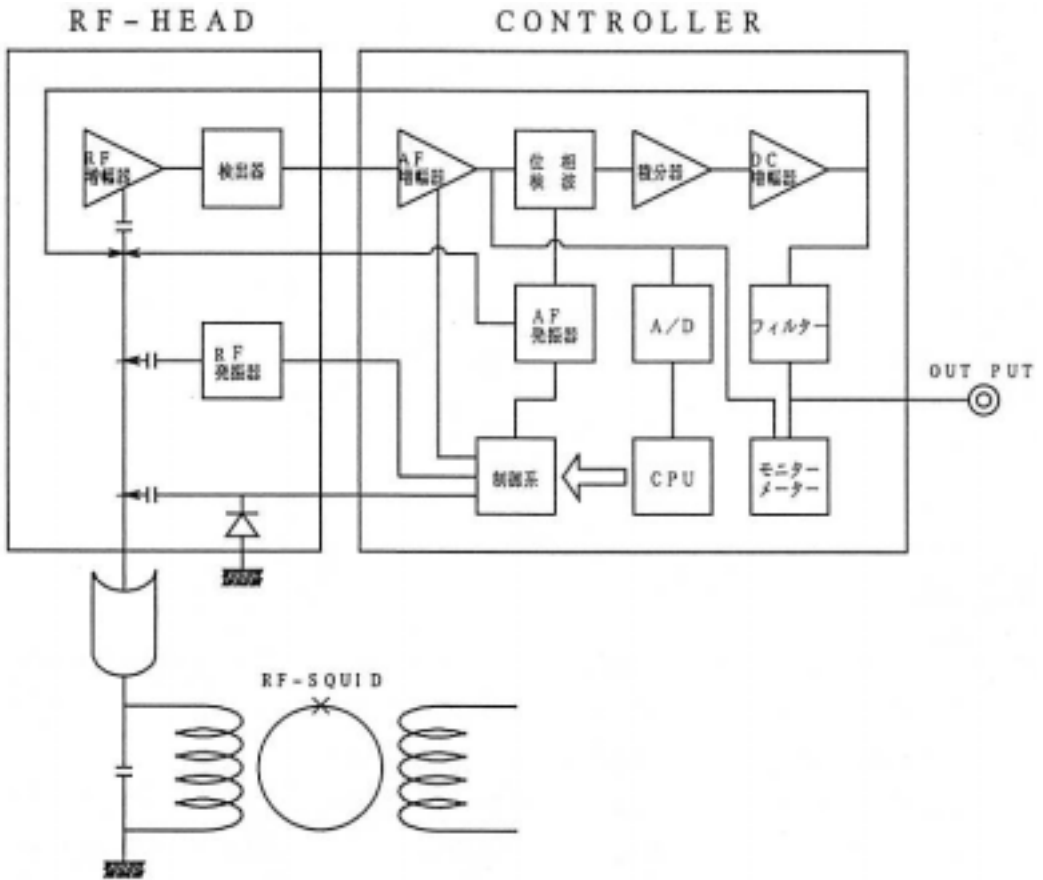 RF-HEAD
CONTROLLER
RF
増幅器
検出器
AF
増幅器
位相
検波
積分器
DC
増幅器
RF
発振器
AF
発振器
A/D
フィルター
OUT PUT
制御系
CPU
モニター
メーター
RF-SQUID